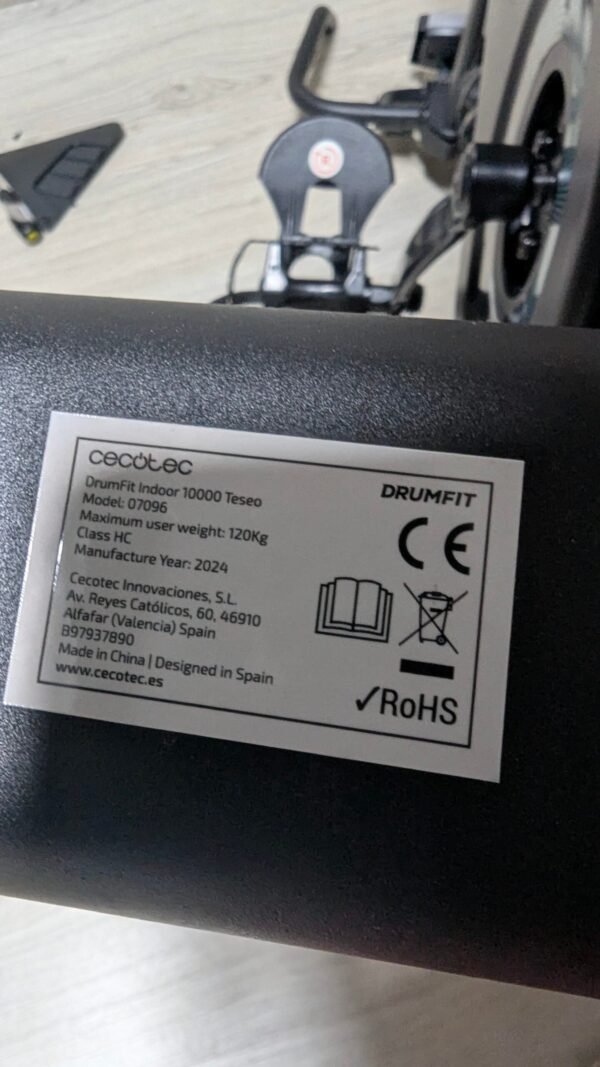 cecotec
DrumFit Indoor 10000 Teseo
Model: 07096
Maximum user weight: 120Kg
Class HC
Manufacture Year: 2024
Cecotec Innovaciones, S.L.
Av. Reyes Católicos, 60, 46910
Alfafar (Valencia) Spain
B97937890
Made in China | Designed in Spain
www.cecotec.es
DRUMFIT
CE
✓RoHS